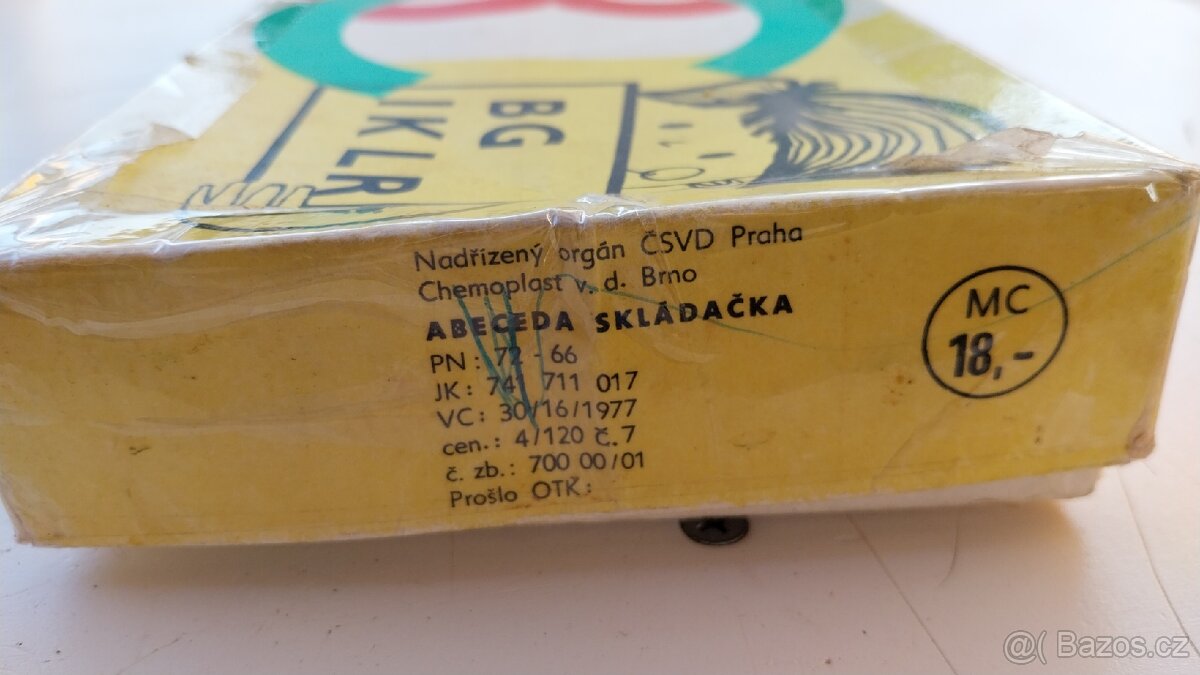 BG
IKLR
Nadřízený orgán ČSVD Praha
Chemoplast v. d. Brno
ABECEDA SKLÁDAČKA
PN: 72-66
JK: 741 711 017
VC: 30/16/1977
cen.: 4/120 č.7
č. zb.: 700 00/01
Prošlo OTK:
MC
18,-
@( Bazos.cz